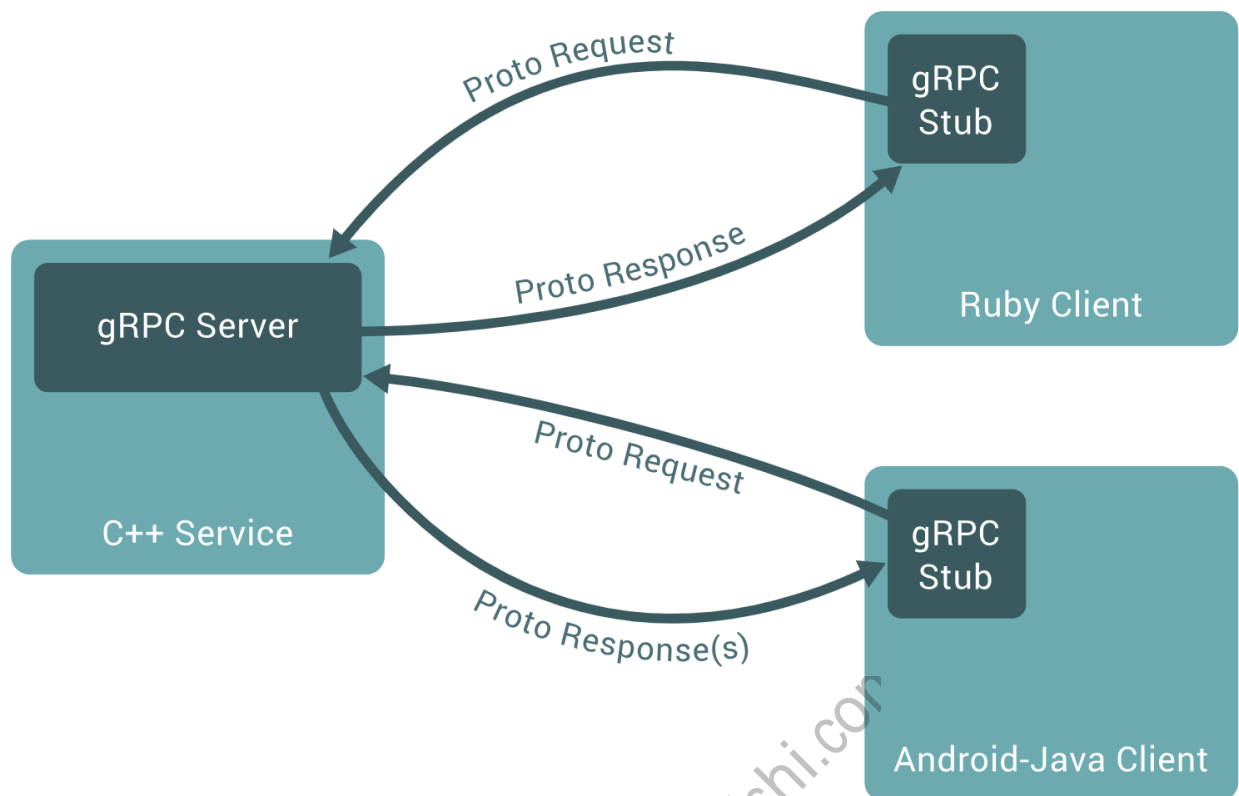 Proto Request
gRPC
Stub
Proto Response
Ruby Client
gRPC Server
C++ Service
Proto Request
gRPC
Stub
Proto Response(s)
Android-Java Client